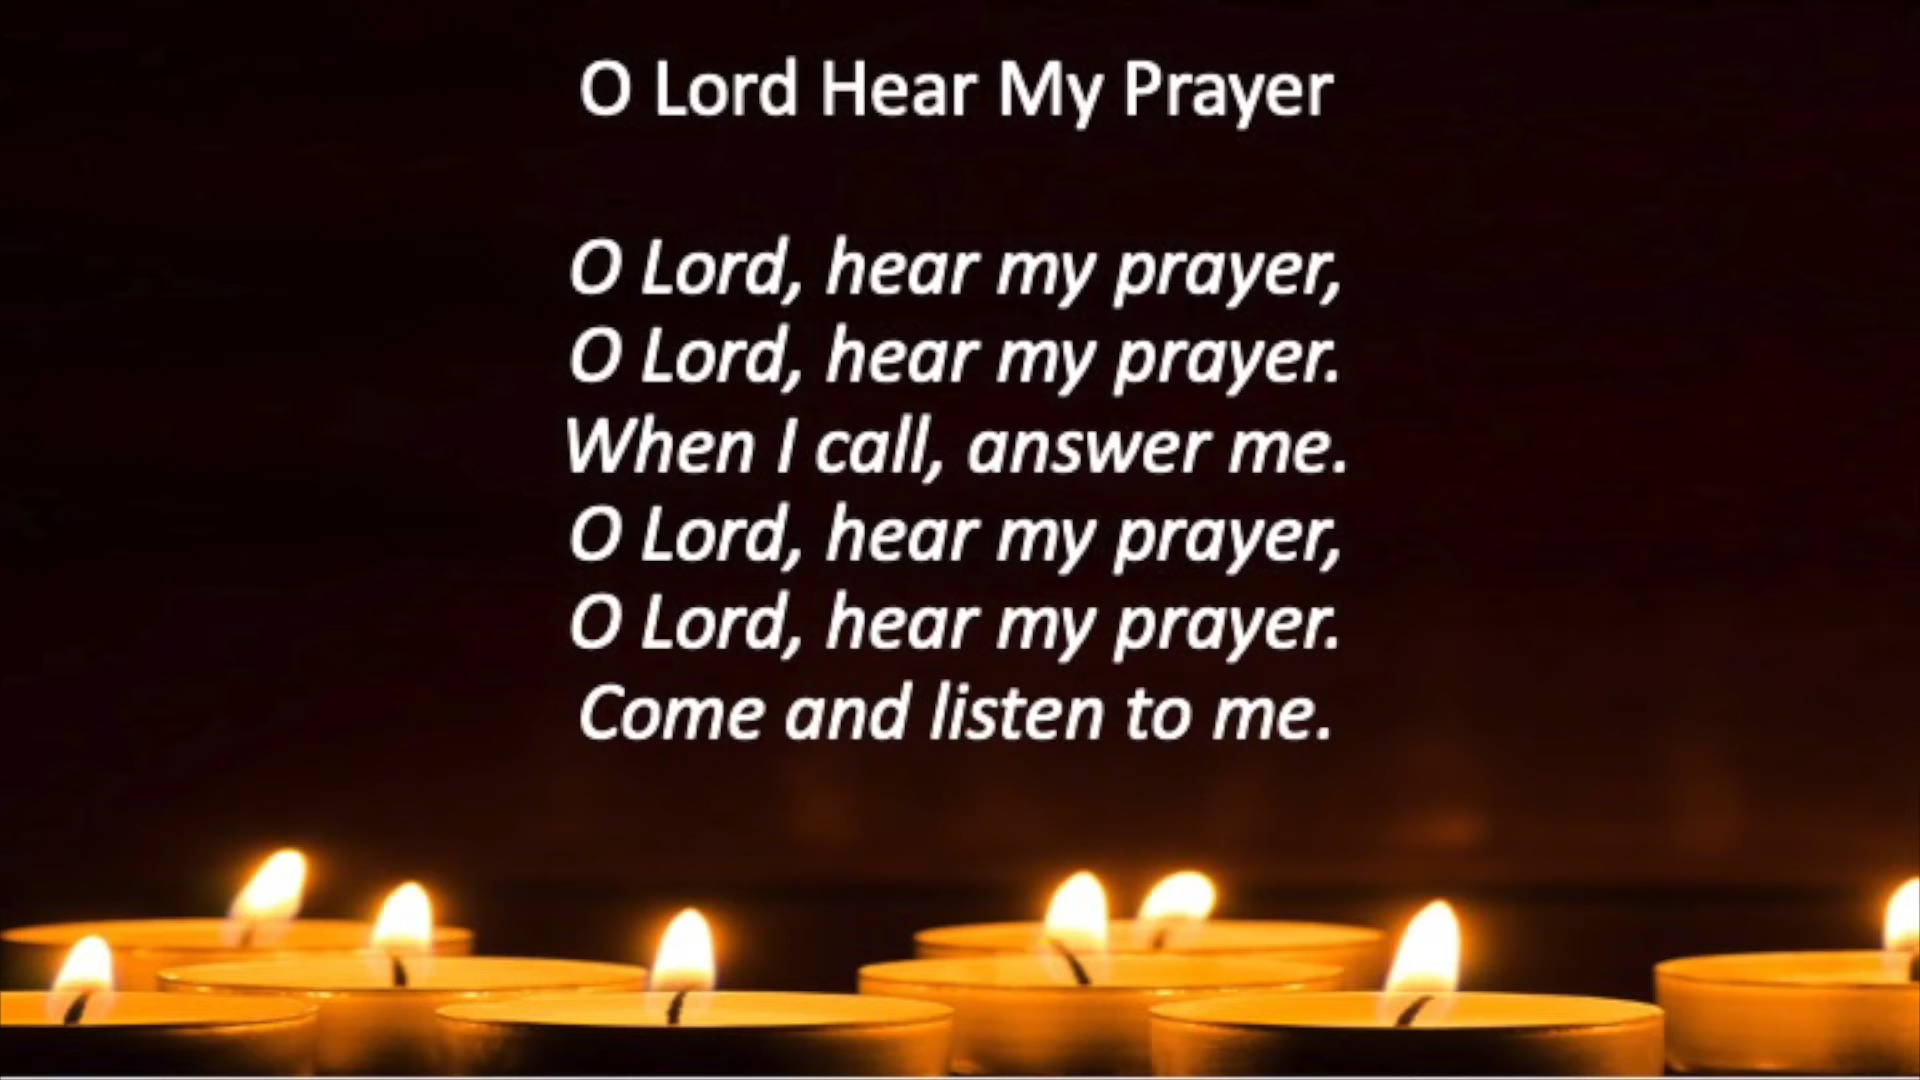 O Lord Hear My Prayer
O Lord, hear my prayer,
O Lord, hear my prayer.
When I call, answer me.
O Lord, hear my prayer,
O Lord, hear my prayer.
Come and listen to me.